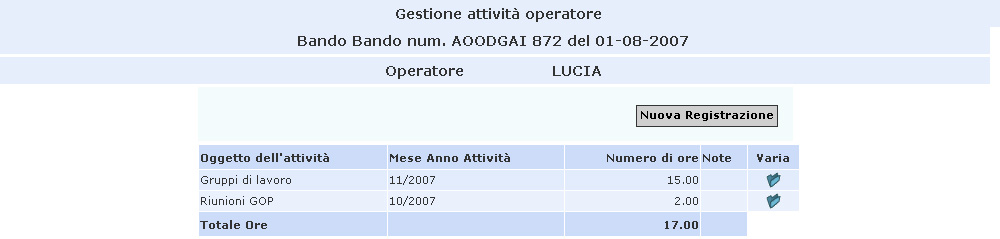 Gestione attività operatore
Bando Bando num. AOODGAI 872 del 01-08-2007
Operatore LUCIA
Nuova Registrazione
Oggetto dell'attività Mese Anno Attività Numero di ore Note Varia
Gruppi di lavoro 11/2007 15.00
Riunioni GOP 10/2007 2.00
Totale Ore 17.00